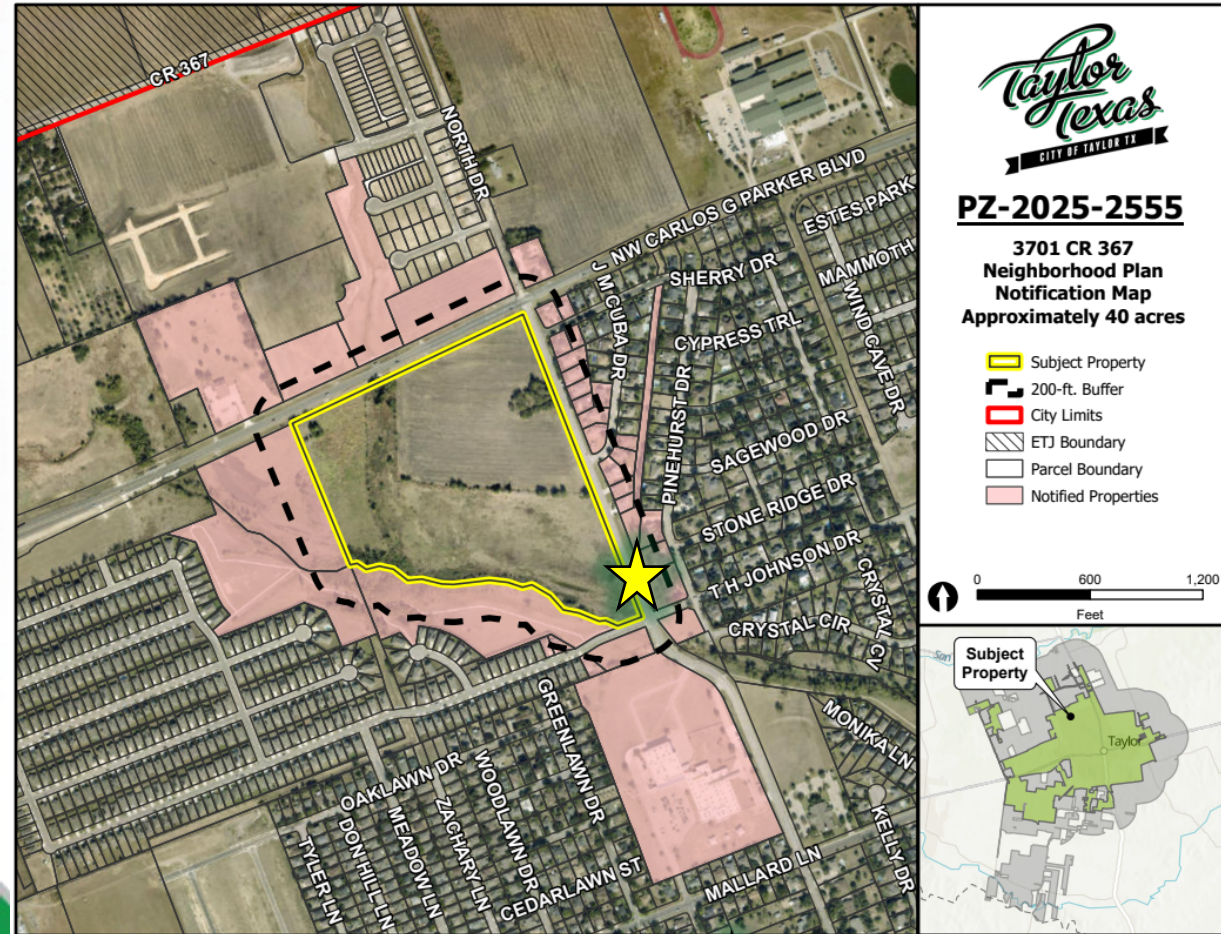 CR 367
NORTH DR
NW CARLOS G PARKER BLVD
ESTES PARK
J M CUBA DR
SHERRY DR
MAMMOTH
WIND CAVE DR
CYPRESS TRL
PINEHURST DR
SAGEWOOD DR
STONE RIDGE DR
T H JOHNSON DR
CRYSTAL CIR
CRYSTAL CV
MONIKA LN
GREENLAWN DR
OAKLAWN DR
WOODLAWN DR
ZACHARY LN
MEADOW LN
DON HILL LN
TYLER LN
CEDARLAWN ST
MALLARD LN
KELLY DR
Taylor
Texas
CITY OF TAYLOR TX
PZ-2025-2555
3701 CR 367
Neighborhood Plan
Notification Map
Approximately 40 acres
Subject Property
200-ft. Buffer
City Limits
ETJ Boundary
Parcel Boundary
Notified Properties
0 600 1,200
Feet
Subject
Property
San
Taylor